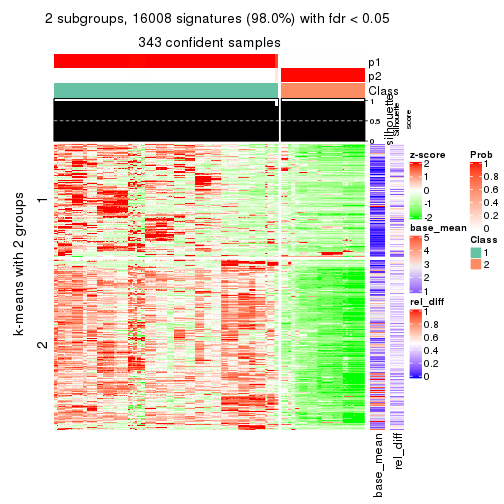 2 subgroups, 16008 signatures (98.0%) with fdr < 0.05
343 confident samples
p1
p2
Class
silhouette
Silhouette
score
1
0.5
0
k-means with 2 groups
1
2
base_mean
rel_diff
z-score
2
1
0
-1
-2
base_mean
5
4
3
2
1
rel_diff
1
0.8
0.6
0.4
0.2
0
Prob
1
0.8
0.6
0.4
0.2
0
Class
1
2